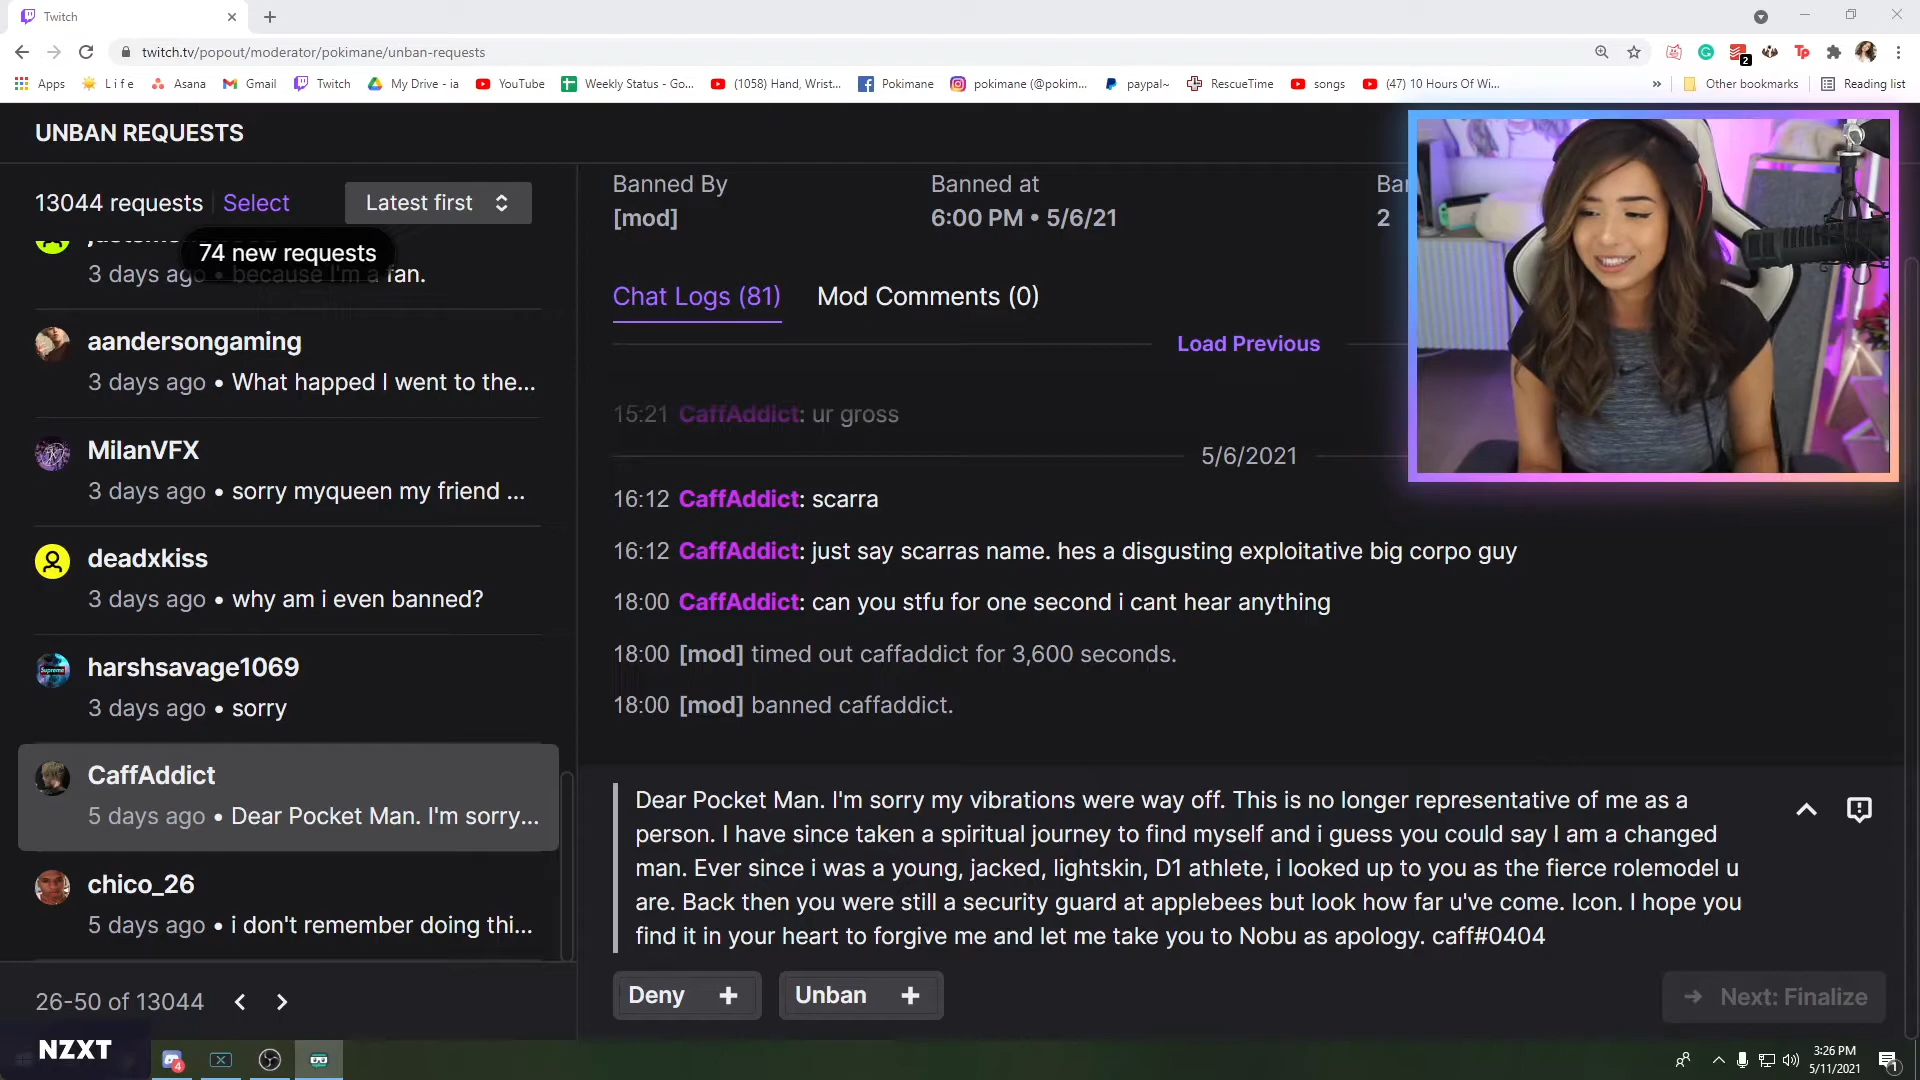 Twitch
twitch.tv/popout/moderator/pokimane/unban-requests
2
Apps
Life
Asana
Gmail
Twitch
My Drive - ia
YouTube
Weekly Status - Go...
(1058) Hand, Wrist...
Pokimane
pokimane (@pokim...
paypal~
RescueTime
songs
(47) 10 Hours Of Wi...
»
Other bookmarks
Reading list
UNBAN REQUESTS
13044 requests
Select
Latest first
74 new requests
3 days ago • because I'm a fan.
aandersongaming
3 days ago • What happed I went to the...
MilanVFX
3 days ago • sorry myqueen my friend ...
deadxkiss
3 days ago • why am i even banned?
harshsavage1069
3 days ago • sorry
CaffAddict
5 days ago • Dear Pocket Man. I'm sorry...
chico_26
5 days ago • i don't remember doing thi...
26-50 of 13044
Banned By
[mod]
Banned at
6:00 PM • 5/6/21
Ba
2
Chat Logs (81)
Mod Comments (0)
Load Previous
15:21 CaffAddict: ur gross
5/6/2021
16:12 CaffAddict: scarra
16:12 CaffAddict: just say scarras name. hes a disgusting exploitative big corpo guy
18:00 CaffAddict: can you stfu for one second i cant hear anything
18:00 [mod] timed out caffaddict for 3,600 seconds.
18:00 [mod] banned caffaddict.
Dear Pocket Man. I'm sorry my vibrations were way off. This is no longer representative of me as a
person. I have since taken a spiritual journey to find myself and i guess you could say I am a changed
man. Ever since i was a young, jacked, lightskin, D1 athlete, i looked up to you as the fierce rolemodel u
are. Back then you were still a security guard at applebees but look how far u've come. Icon. I hope you
find it in your heart to forgive me and let me take you to Nobu as apology. caff#0404
Deny +
Unban +
Next: Finalize
NZXT
4
3:26 PM
5/11/2021
1